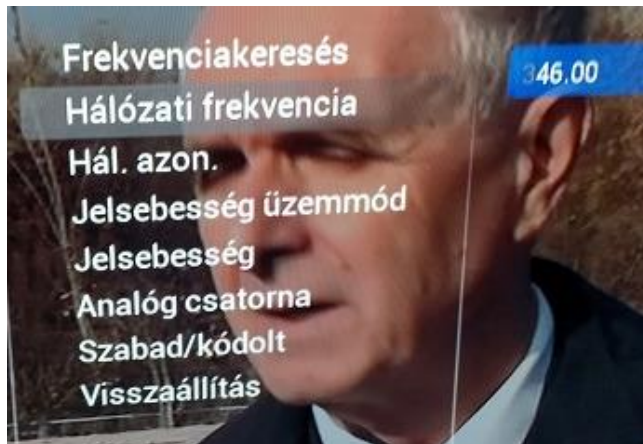 Frekvenciakeresés
346.00
Hálózati frekvencia
Hál. azon.
Jelsebesség üzemmód
Jelsebesség
Analóg csatorna
Szabad/kódolt
Visszaállítás